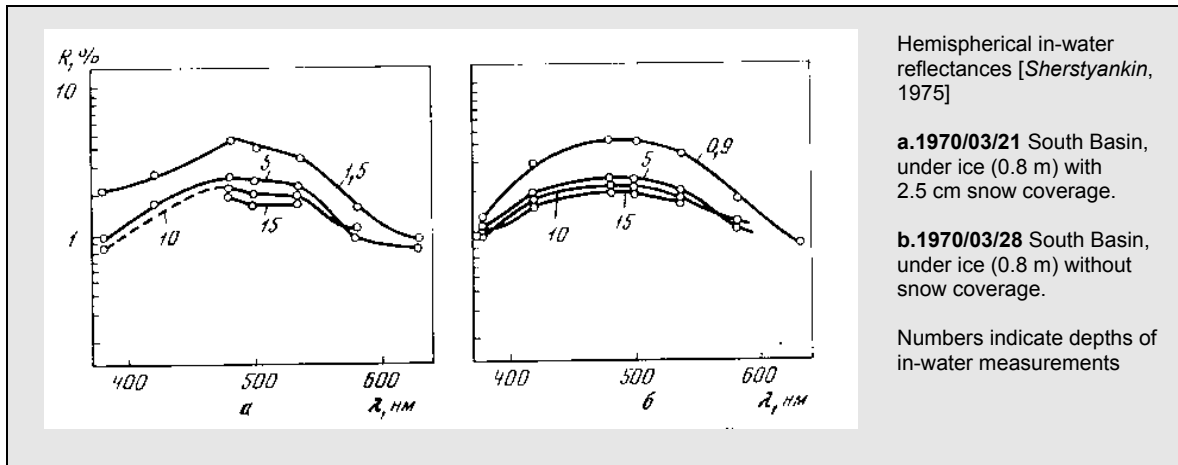 R, %
10
1
1,5
5
10
15
400
500
600
а
λ, нм
0,9
5
10
15
400
500
600
б
λ, нм
Hemispherical in-water
reflectances [Sherstyankin,
1975]
a.1970/03/21 South Basin,
under ice (0.8 m) with
2.5 cm snow coverage.
b.1970/03/28 South Basin,
under ice (0.8 m) without
snow coverage.
Numbers indicate depths of
in-water measurements